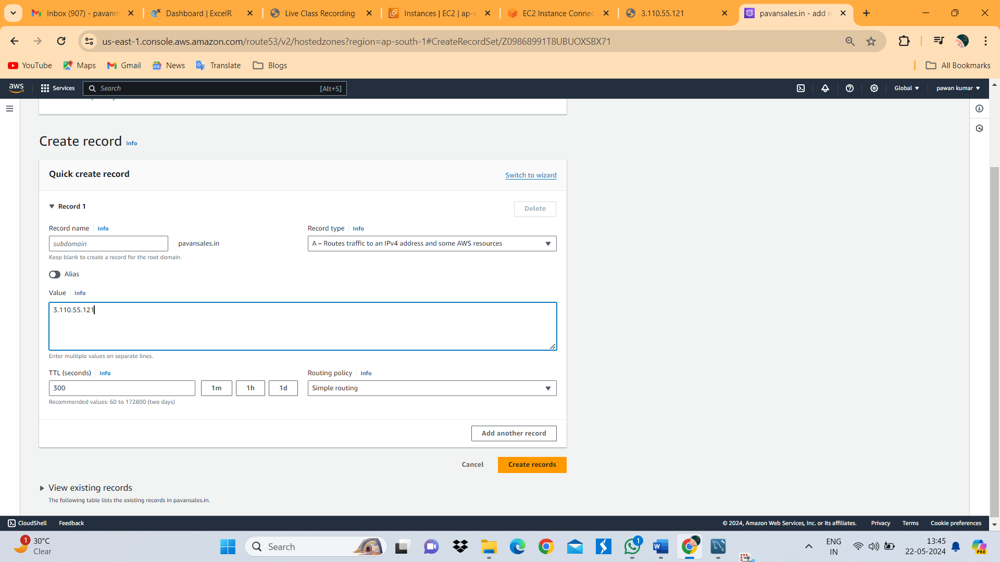 Inbox (907) - pavanm
Dashboard | ExcelR
Live Class Recording
Instances | EC2 | ap-s
EC2 Instance Connec
3.110.55.121
pavansales.in - add r
us-east-1.console.aws.amazon.com/route53/v2/hostedzones?region=ap-south-1#CreateRecordSet/Z09868991T8UBUOXSBX71
YouTube
Maps
Gmail
News
Translate
Blogs
All Bookmarks
aws
Services
Search
[Alt+S]
Global
pawan kumar
Create record Info
Quick create record
Switch to wizard
Record 1
Delete
Record name Info
Record type Info
subdomain
pavansales.in
A – Routes traffic to an IPv4 address and some AWS resources
Keep blank to create a record for the root domain.
Alias
Value Info
3.110.55.121
Enter multiple values on separate lines.
TTL (seconds) Info
Routing policy Info
300
1m
1h
1d
Simple routing
Recommended values: 60 to 172800 (two days)
Add another record
Cancel
Create records
View existing records
The following table lists the existing records in pavansales.in.
CloudShell
Feedback
© 2024, Amazon Web Services, Inc. or its affiliates.
Privacy
Terms
Cookie preferences
1
30°C
Clear
Search
1
ENG
IN
13:45
22-05-2024
PRE